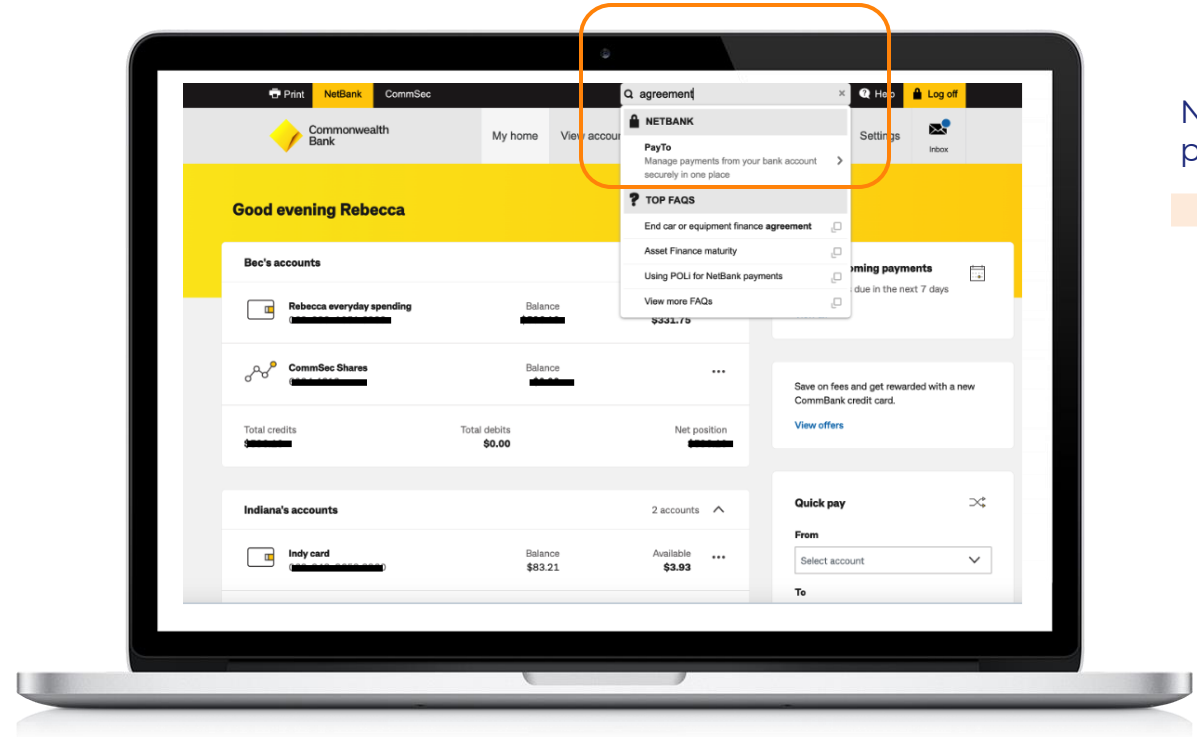 agreement
Print NetBank CommSec
Log off
Commonwealth
Bank
My home
Settings
Inbox
NETBANK
PayTo
Manage payments from your bank account
securely in one place
TOP FAQS
End car or equipment finance agreement
Asset Finance maturity
Using POLi for NetBank payments
View more FAQs
Good evening Rebecca
Bec's accounts
Rebecca everyday spending
Balance
$331.75
CommSec Shares
Balance
Total credits
Total debits
$0.00
Net position
payments
due in the next 7 days
Save on fees and get rewarded with a new
CommBank credit card.
View offers
Indiana's accounts
2 accounts
Indy card
Balance
$83.21
Available
$3.93
Quick pay
From
Select account
To